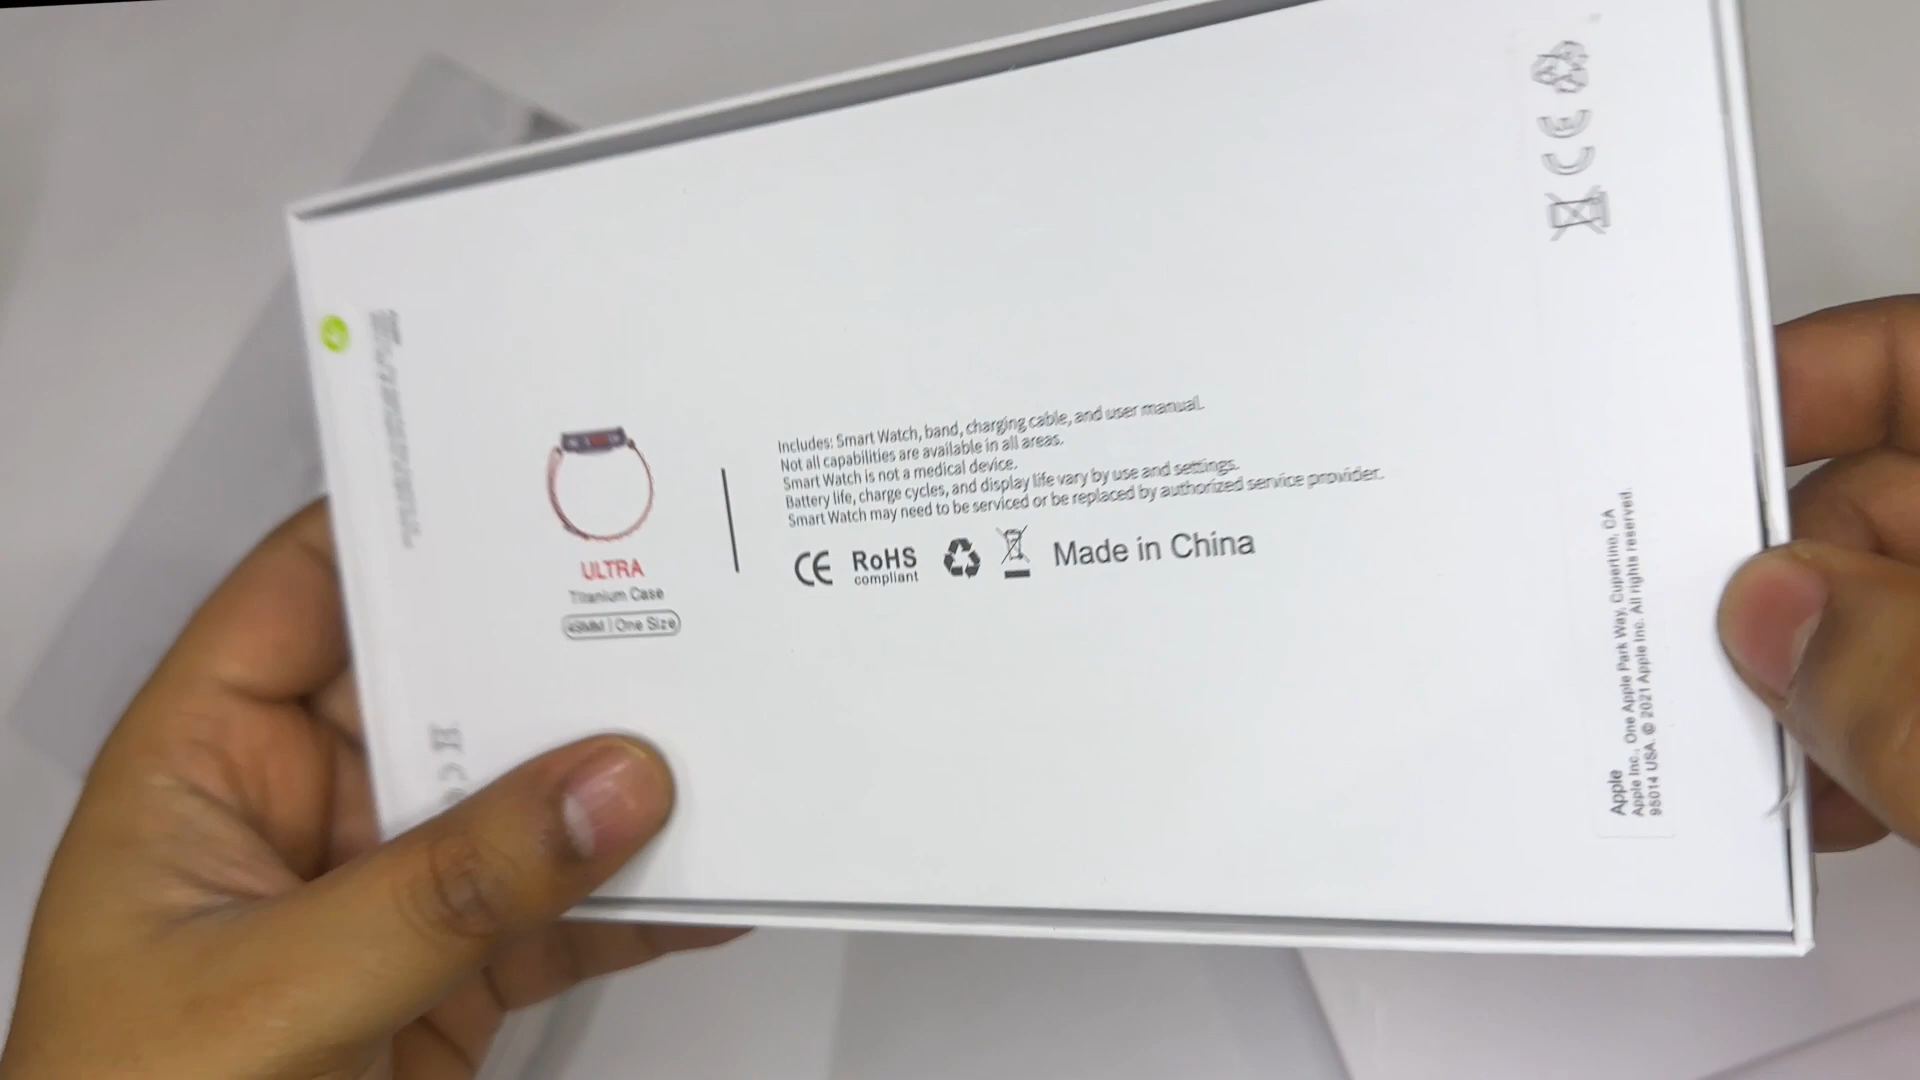 Includes: Smart Watch, band, charging cable, and user manual.
Not all capabilities are available in all areas.
Smart Watch is not a medical device.
Battery life, charge cycles, and display life vary by use and settings.
Smart Watch may need to be serviced or be replaced by authorized service provider.
CE RoHS compliant Made in China
ULTRA
Titanium Case
49MM | One Size
CE
Apple
Apple Inc., One Apple Park Way, Cupertino, CA
95014 USA. © 2021 Apple Inc. All rights reserved.